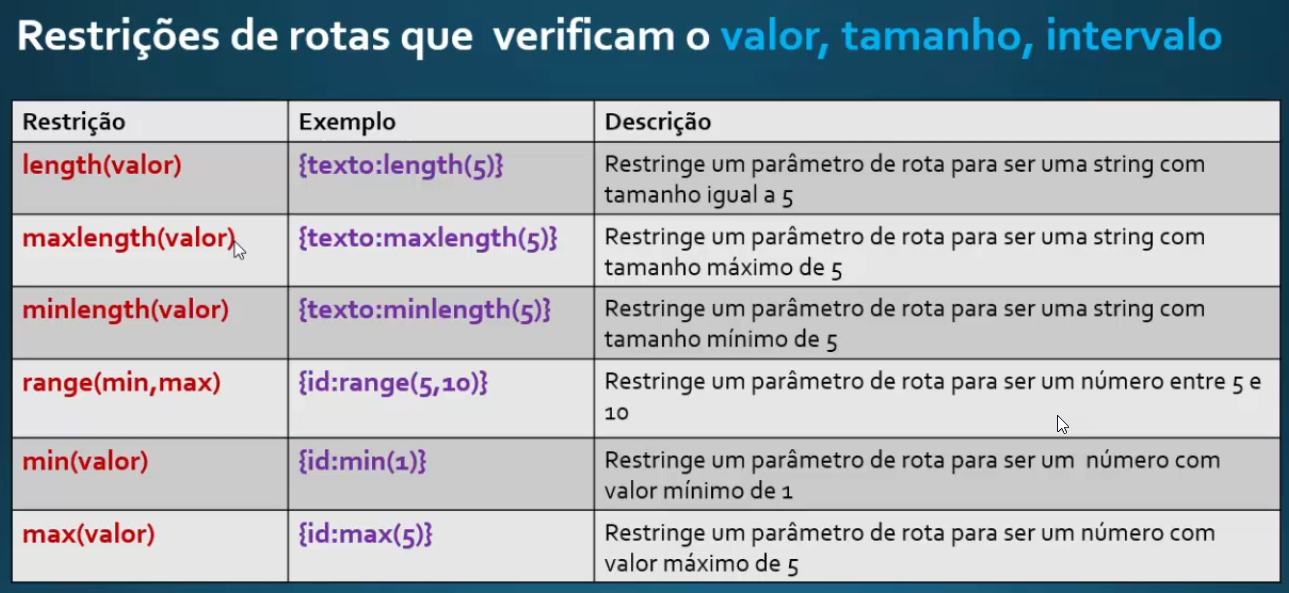 Restrições de rotas que verificam o valor, tamanho, intervalo
Restrição Exemplo Descrição
length(valor) {texto:length(5)} Restringe um parâmetro de rota para ser uma string com
tamanho igual a 5
maxlength(valor) {texto:maxlength(5)} Restringe um parâmetro de rota para ser uma string com
tamanho máximo de 5
minlength(valor) {texto:minlength(5)} Restringe um parâmetro de rota para ser uma string com
tamanho mínimo de 5
range(min,max) {id:range(5,10)} Restringe um parâmetro de rota para ser um número entre 5 e
10
min(valor) {id:min(1)} Restringe um parâmetro de rota para ser um número com
valor mínimo de 1
max(valor) {id:max(5)} Restringe um parâmetro de rota para ser um número com
valor máximo de 5